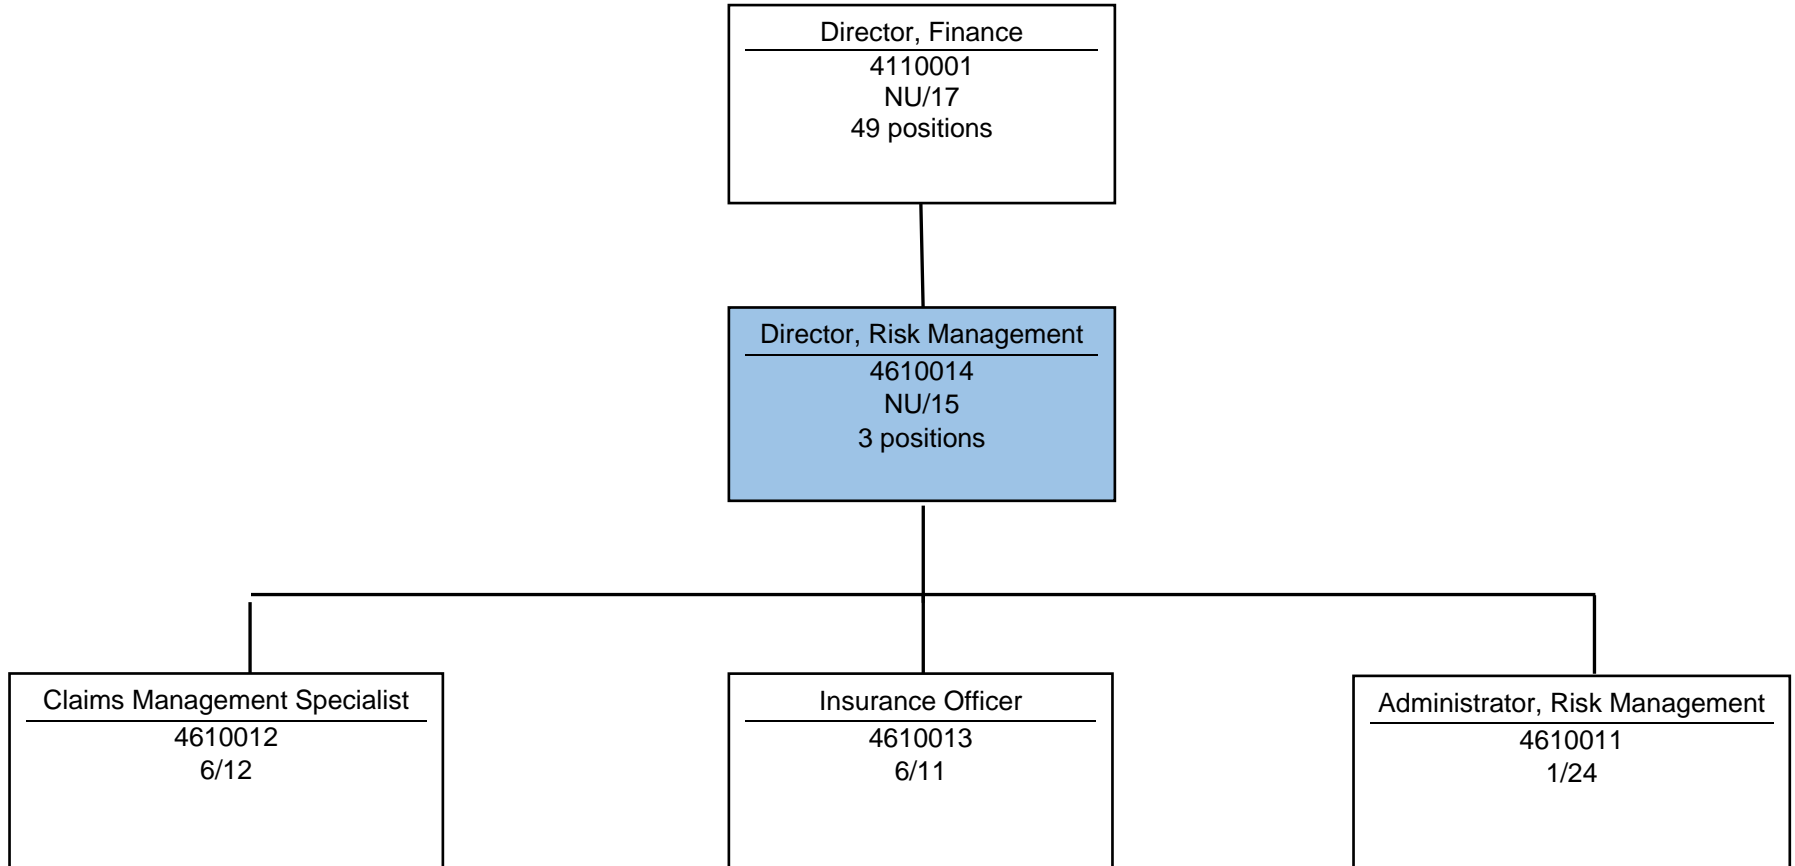 Director, Finance
4110001
NU/17
49 positions
Director, Risk Management
4610014
NU/15
3 positions
Claims Management Specialist
4610012
6/12
Insurance Officer
4610013
6/11
Administrator, Risk Management
4610011
1/24